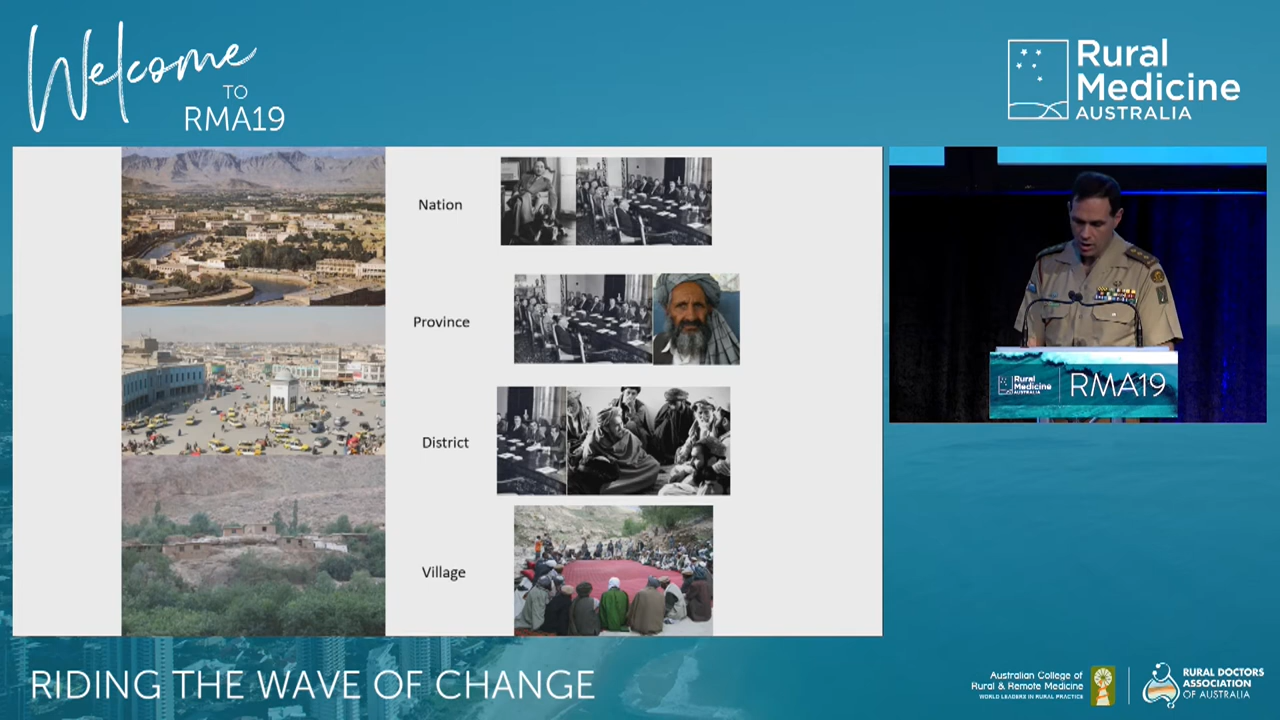 Welcome
TO
RMA19
Rural
Medicine
AUSTRALIA
Nation
Province
District
Village
Rural
Medicine
AUSTRALIA
RMA19
RIDING THE WAVE OF CHANGE
Australian College of
Rural & Remote Medicine
WORLD LEADERS IN RURAL PRACTICE
RURAL DOCTORS
ASSOCIATION
OF AUSTRALIA